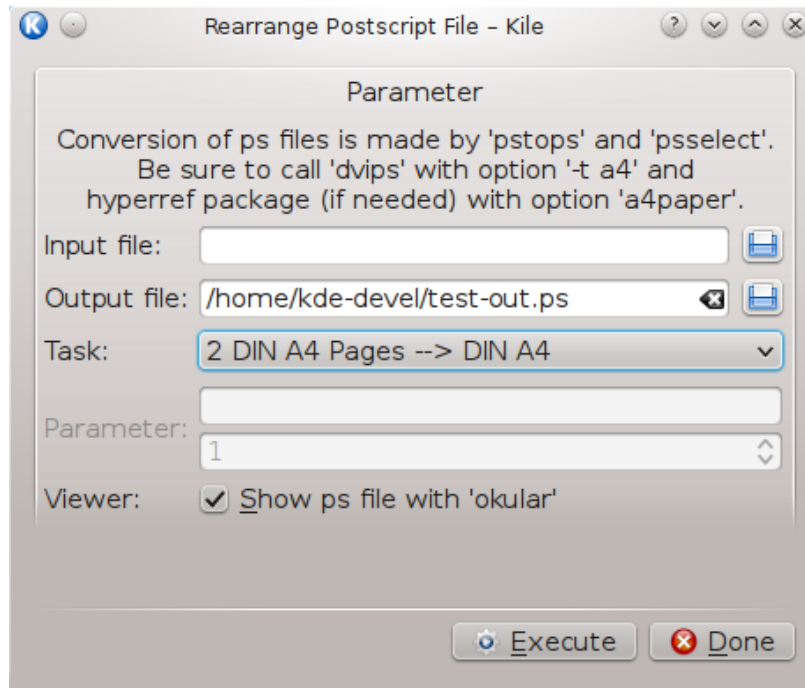 Rearrange Postscript File – Kile
Parameter
Conversion of ps files is made by 'pstops' and 'psselect'.
Be sure to call 'dvips' with option '-t a4' and
hyperref package (if needed) with option 'a4paper'.
Input file:
Output file: /home/kde-devel/test-out.ps
Task: 2 DIN A4 Pages --> DIN A4
Parameter:
1
Viewer: Show ps file with 'okular'
Execute Done